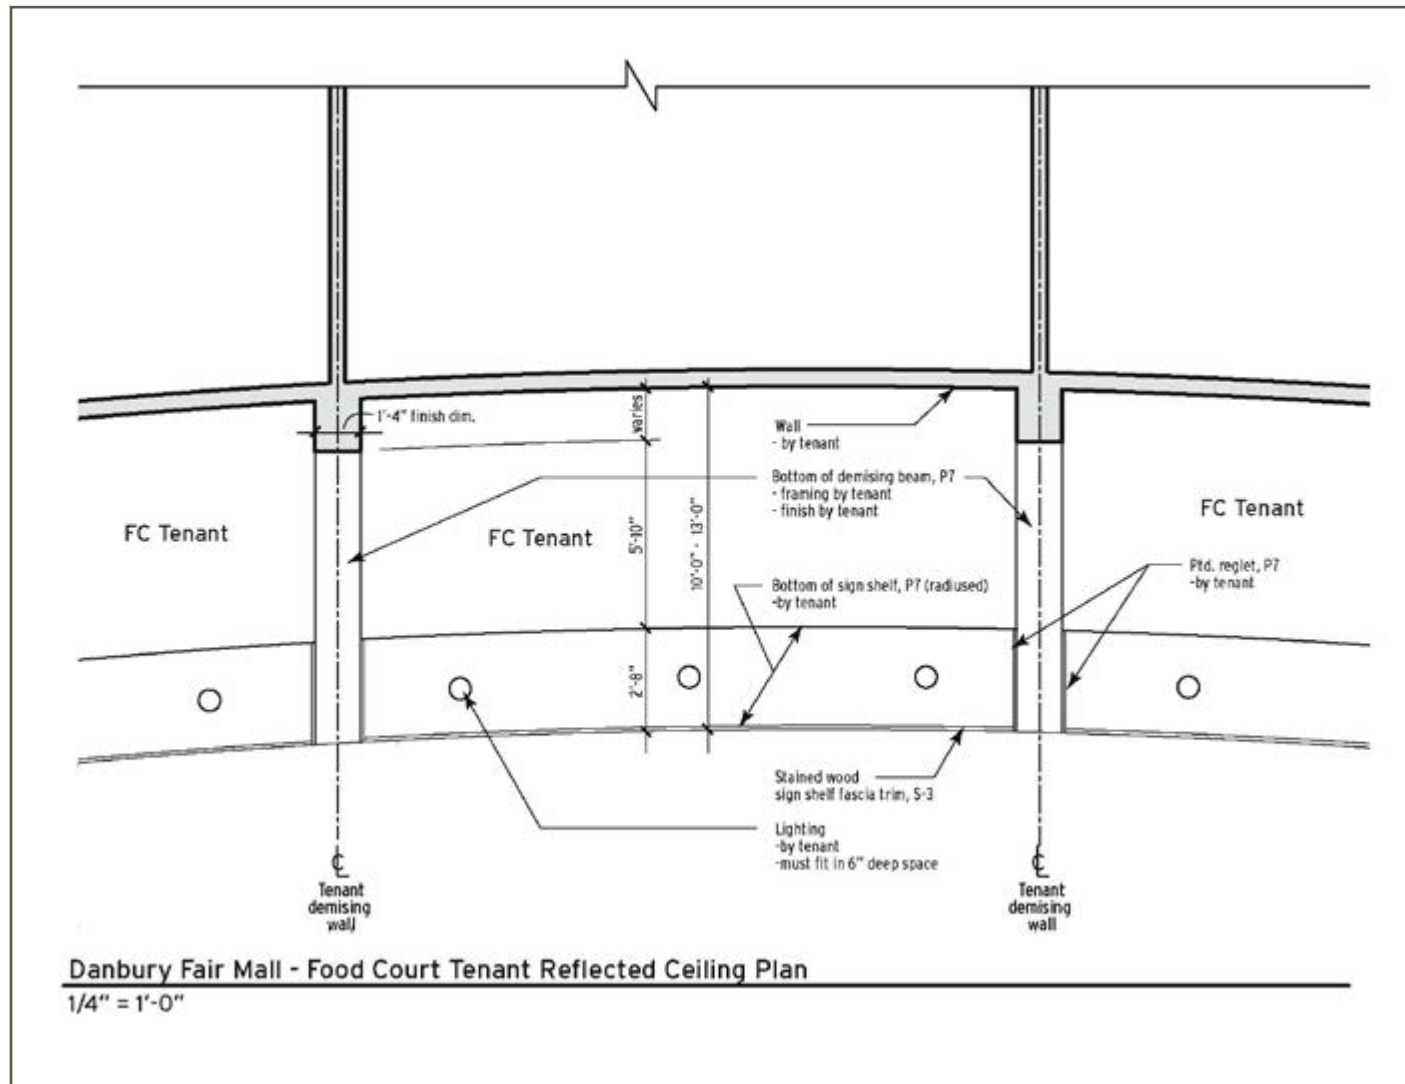 1'-4" finish dim.
varies
Wall
- by tenant
Bottom of demising beam, P7
- framing by tenant
- finish by tenant
FC Tenant
FC Tenant
FC Tenant
5'-10"
10'-0" - 13'-0"
Ptd. reglet, P7
-by tenant
Bottom of sign shelf, P7 (radiused)
-by tenant
2'-8"
Stained wood
sign shelf fascia trim, S-3
Lighting
-by tenant
-must fit in 6" deep space
CL
Tenant
demising
wall
CL
Tenant
demising
wall
Danbury Fair Mall - Food Court Tenant Reflected Ceiling Plan
1/4" = 1'-0"